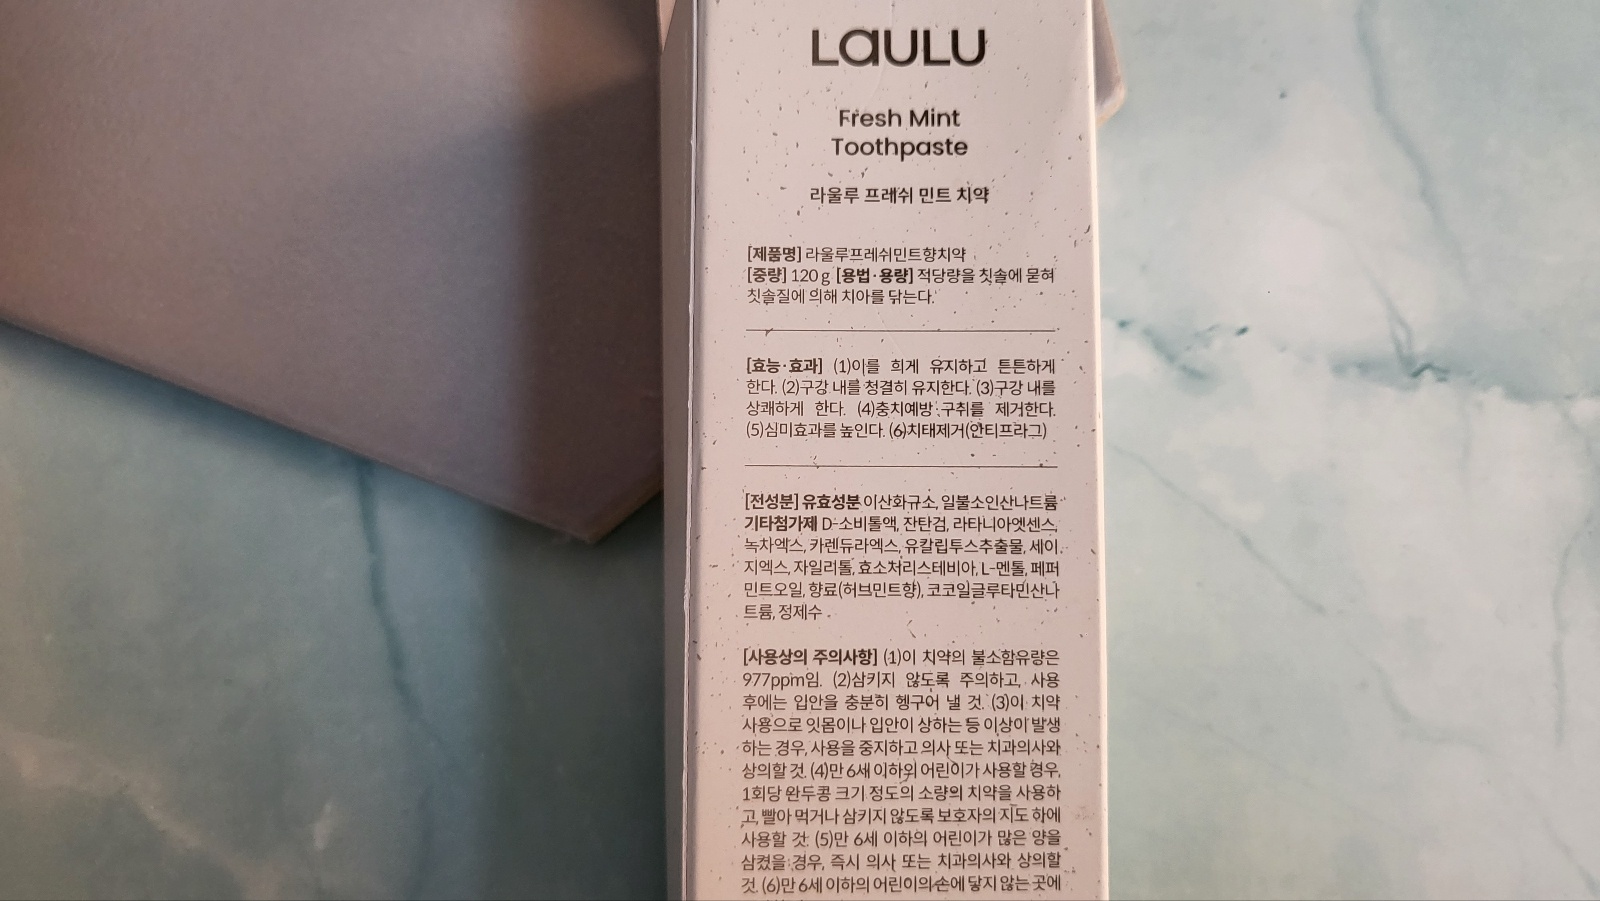 LAULU
Fresh Mint
Toothpaste
라울루 프레쉬 민트 치약
[제품명] 라울루프레쉬민트향치약
[중량] 120 g [용법·용량] 적당량을 칫솔에 묻혀
칫솔질에 의해 치아를 닦는다.
[효능·효과] (1)이를 희게 유지하고 튼튼하게
한다. (2)구강 내를 청결히 유지한다. (3)구강 내를
상쾌하게 한다. (4)충치예방, 구취를 제거한다.
(5)심미효과를 높인다. (6)치태제거(안티프라그)
[전성분] 유효성분 이산화규소, 일불소인산나트륨
기타첨가제 D-소비톨액, 잔탄검, 라타니아엣센스,
녹차엑스, 카렌듀라엑스, 유칼립투스추출물, 세이
지엑스, 자일리톨, 효소처리스테비아, L-멘톨, 페퍼
민트오일, 향료(허브민트향), 코코일글루타민산나
트륨, 정제수
[사용상의 주의사항] (1)이 치약의 불소함유량은
977ppm임. (2)삼키지 않도록 주의하고, 사용
후에는 입안을 충분히 헹구어 낼 것. (3)이 치약
사용으로 잇몸이나 입안이 상하는 등 이상이 발생
하는 경우, 사용을 중지하고 의사 또는 치과의사와
상의할 것. (4)만 6세 이하의 어린이가 사용할 경우,
1회당 완두콩 크기 정도의 소량의 치약을 사용하
고, 빨아 먹거나 삼키지 않도록 보호자의 지도 하에
사용할 것. (5)만 6세 이하의 어린이가 많은 양을
삼켰을 경우, 즉시 의사 또는 치과의사와 상의할
것. (6)만 6세 이하의 어린이의 손에 닿지 않는 곳에